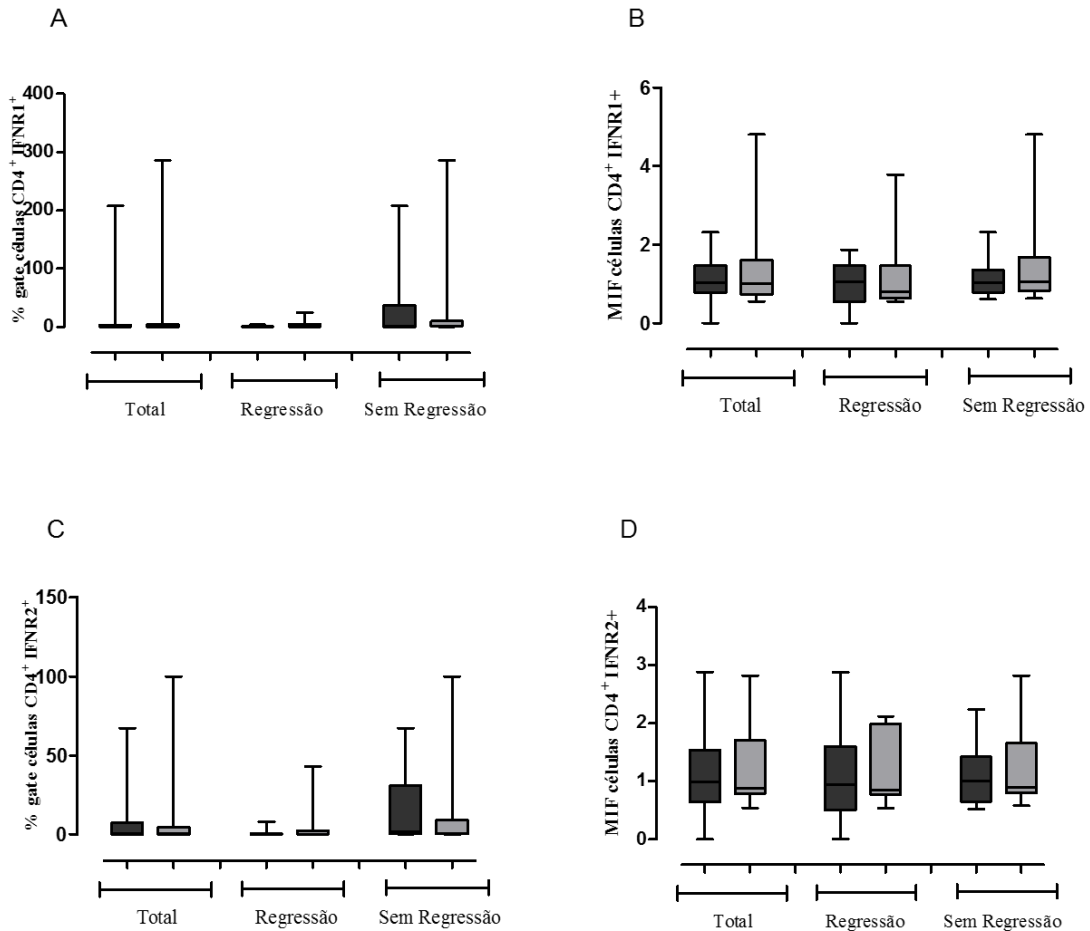 A
% gate células CD4⁺ IFNR1⁺
400
300
200
100
0
Total
Regressão
Sem Regressão
B
MIF células CD4⁺ IFNR1+
6
4
2
0
Total
Regressão
Sem Regressão
C
% gate células CD4⁺ IFNR2⁺
150
100
50
0
Total
Regressão
Sem Regressão
D
MIF células CD4⁺ IFNR2+
4
3
2
1
0
Total
Regressão
Sem Regressão